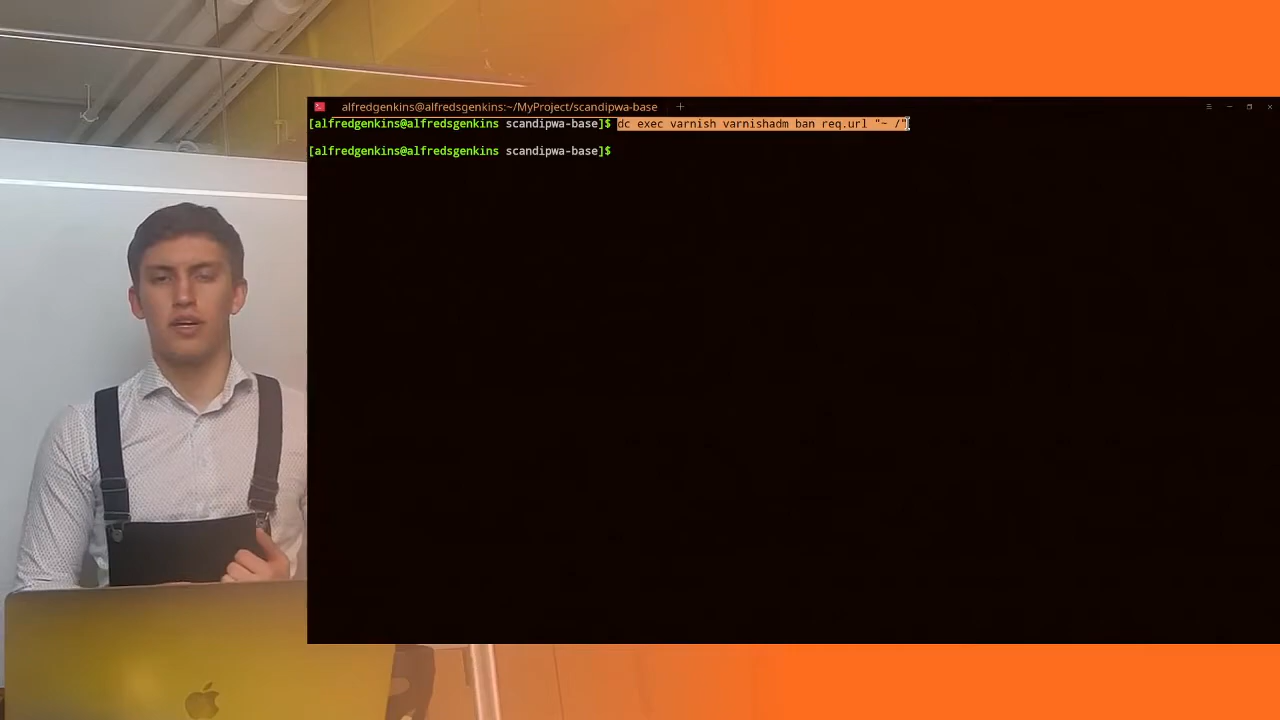 alfredgenkins@alfredsgenkins:~/MyProject/scandipwa-base
[alfredgenkins@alfredsgenkins scandipwa-base]$ dc exec varnish varnishadm ban req.url "~ /"
[alfredgenkins@alfredsgenkins scandipwa-base]$